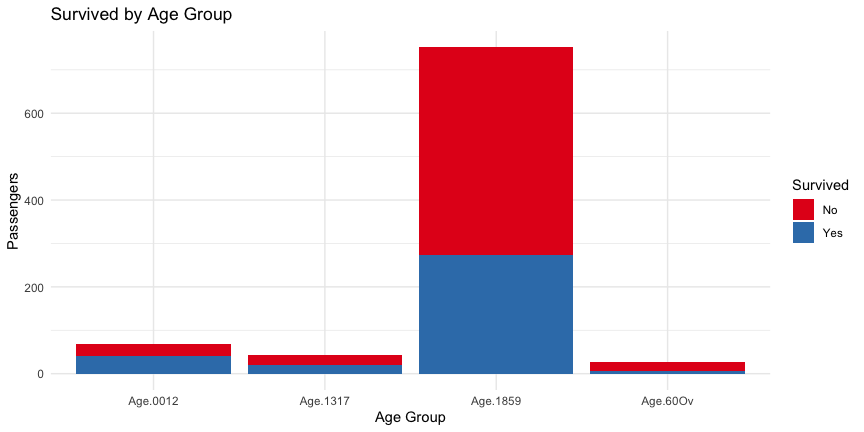 Survived by Age Group
Passengers
600
400
200
0
Age.0012
Age.1317
Age.1859
Age.60Ov
Age Group
Survived
No
Yes